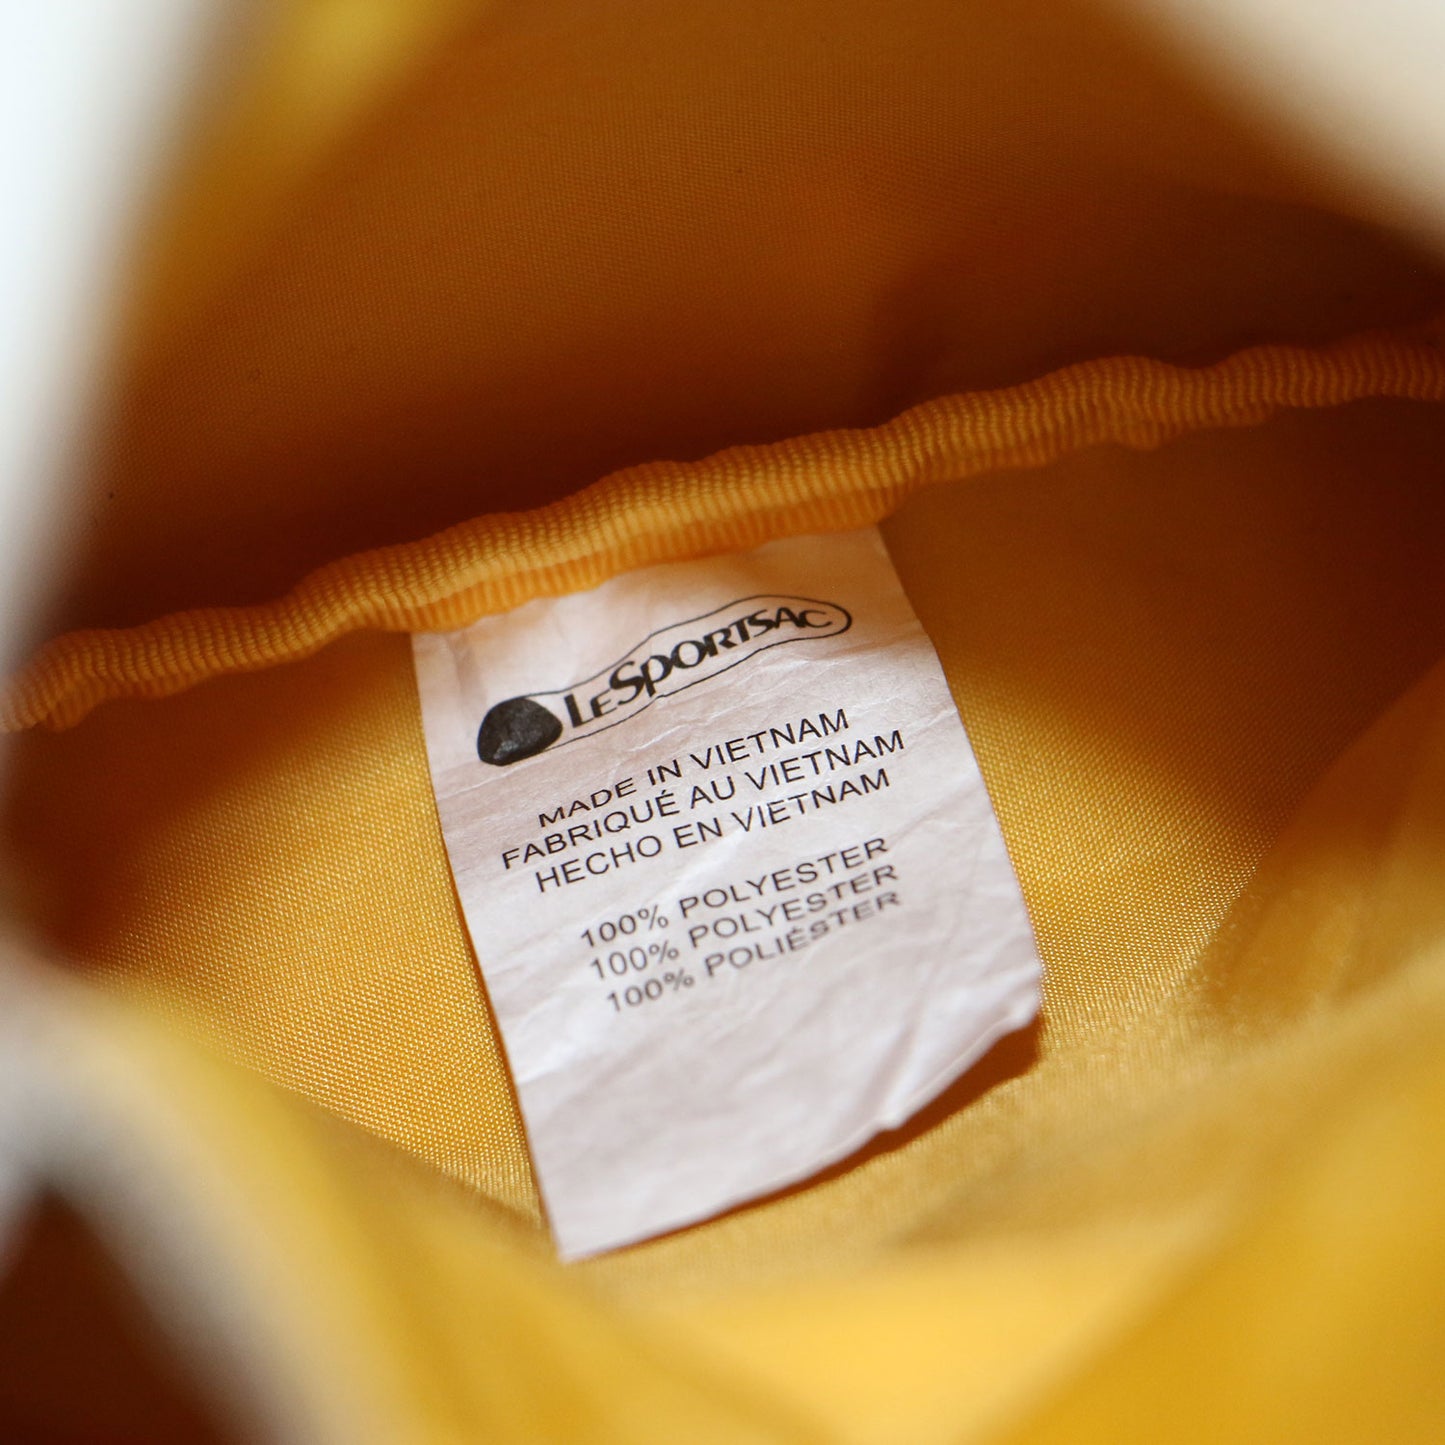 LESPORTSAC
MADE IN VIETNAM
FABRIQUÉ AU VIETNAM
HECHO EN VIETNAM
100% POLYESTER
100% POLYESTER
100% POLIÉSTER